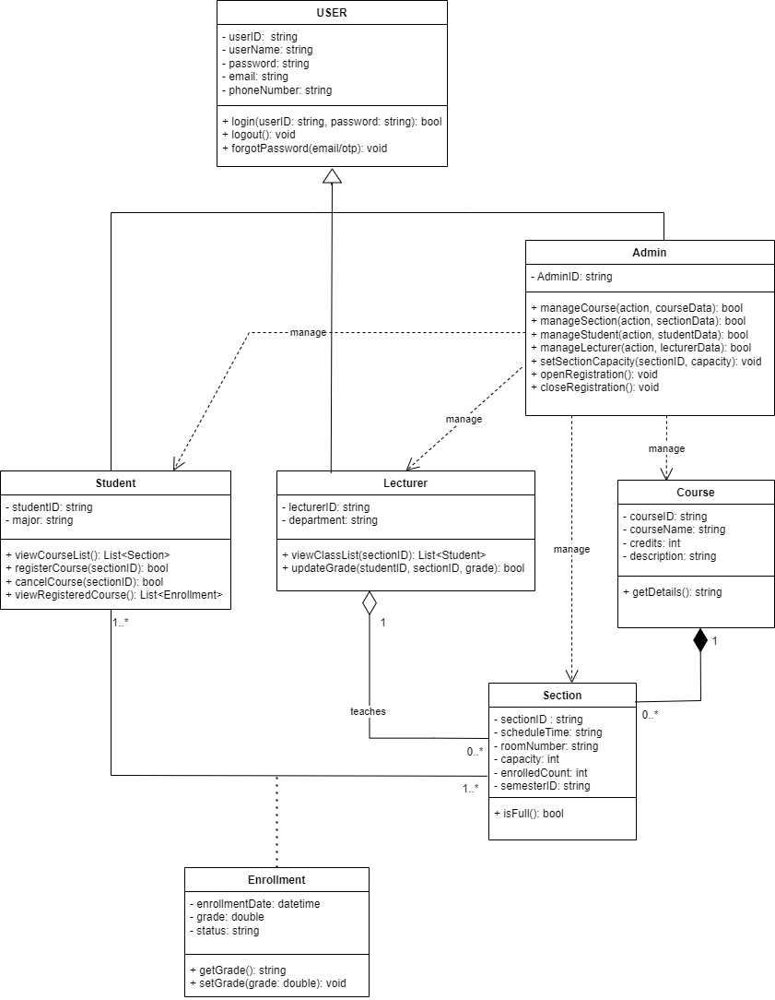 USER
- userID:  string
- userName: string
- password: string
- email: string
- phoneNumber: string
+ login(userID: string, password: string): bool
+ logout(): void
+ forgotPassword(email/otp): void
Admin
- AdminID: string
+ manageCourse(action, courseData): bool
+ manageSection(action, sectionData): bool
+ manageStudent(action, studentData): bool
+ manageLecturer(action, lecturerData): bool
+ setSectionCapacity(sectionID, capacity): void
+ openRegistration(): void
+ closeRegistration(): void
manage
manage
manage
manage
Student
- studentID: string
- major: string
+ viewCourseList(): List<Section>
+ registerCourse(sectionID): bool
+ cancelCourse(sectionID): bool
+ viewRegisteredCourse(): List<Enrollment>
Lecturer
- lecturerID: string
- department: string
+ viewClassList(sectionID): List<Student>
+ updateGrade(studentID, sectionID, grade): bool
Course
- courseID: string
- courseName: string
- credits: int
- description: string
+ getDetails(): string
1..*
1
1
teaches
0..*
0..*
1..*
Section
- sectionID : string
- scheduleTime: string
- roomNumber: string
- capacity: int
- enrolledCount: int
- semesterID: string
+ isFull(): bool
Enrollment
- enrollmentDate: datetime
- grade: double
- status: string
+ getGrade(): string
+ setGrade(grade: double): void